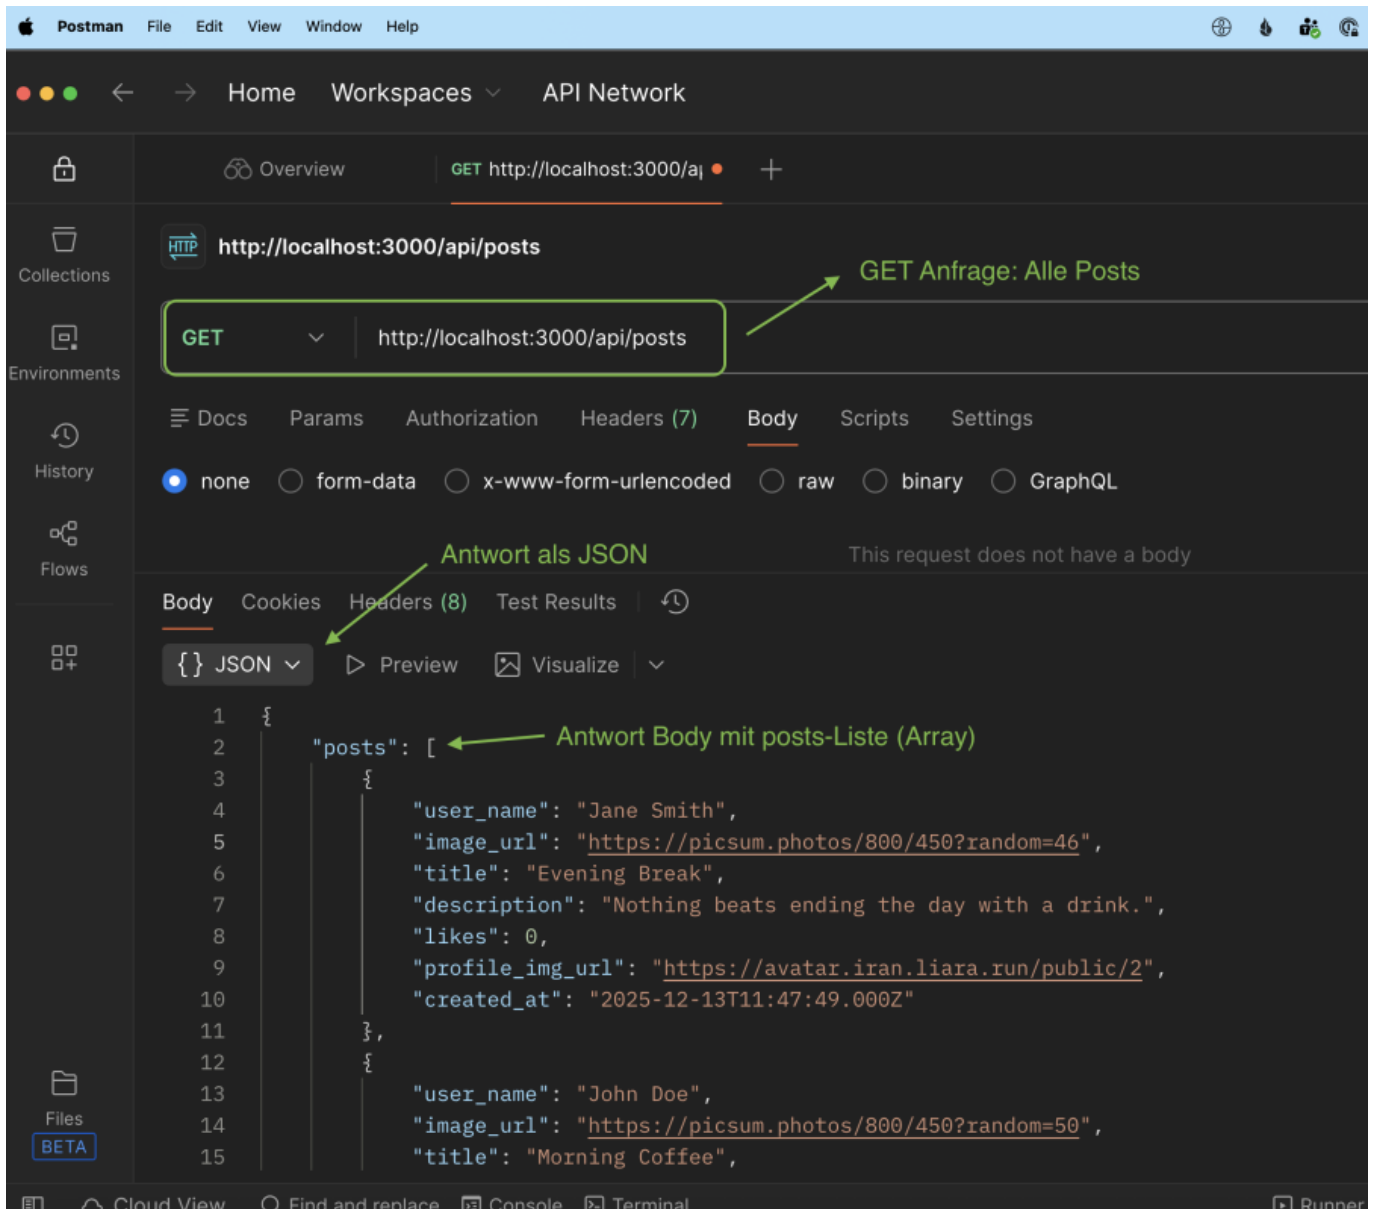 Postman File Edit View Window Help
Home Workspaces API Network
Overview GET http://localhost:3000/a
HTTP http://localhost:3000/api/posts
Collections
GET Anfrage: Alle Posts
GET http://localhost:3000/api/posts
Environments
Docs Params Authorization Headers (7) Body Scripts Settings
History
none form-data x-www-form-urlencoded raw binary GraphQL
Antwort als JSON
This request does not have a body
Flows
Body Cookies Headers (8) Test Results
{} JSON Preview Visualize
1 {
Antwort Body mit posts-Liste (Array)
2 "posts": [
3 {
4 "user_name": "Jane Smith",
5 "image_url": "https://picsum.photos/800/450?random=46",
6 "title": "Evening Break",
7 "description": "Nothing beats ending the day with a drink.",
8 "likes": 0,
9 "profile_img_url": "https://avatar.iran.liara.run/public/2",
10 "created_at": "2025-12-13T11:47:49.000Z"
11 },
12 {
13 "user_name": "John Doe",
14 "image_url": "https://picsum.photos/800/450?random=50",
15 "title": "Morning Coffee",
Files
BETA
Cloud View Find and replace Console Terminal Runner